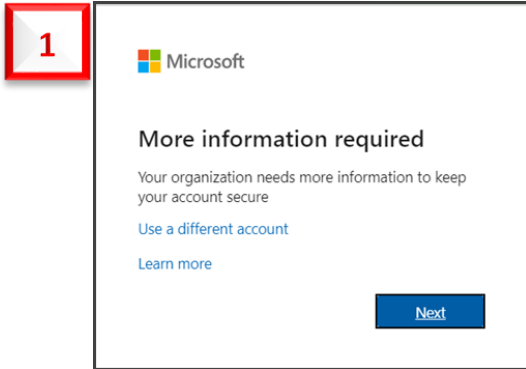 1
Microsoft
More information required
Your organization needs more information to keep
your account secure
Use a different account
Learn more
Next